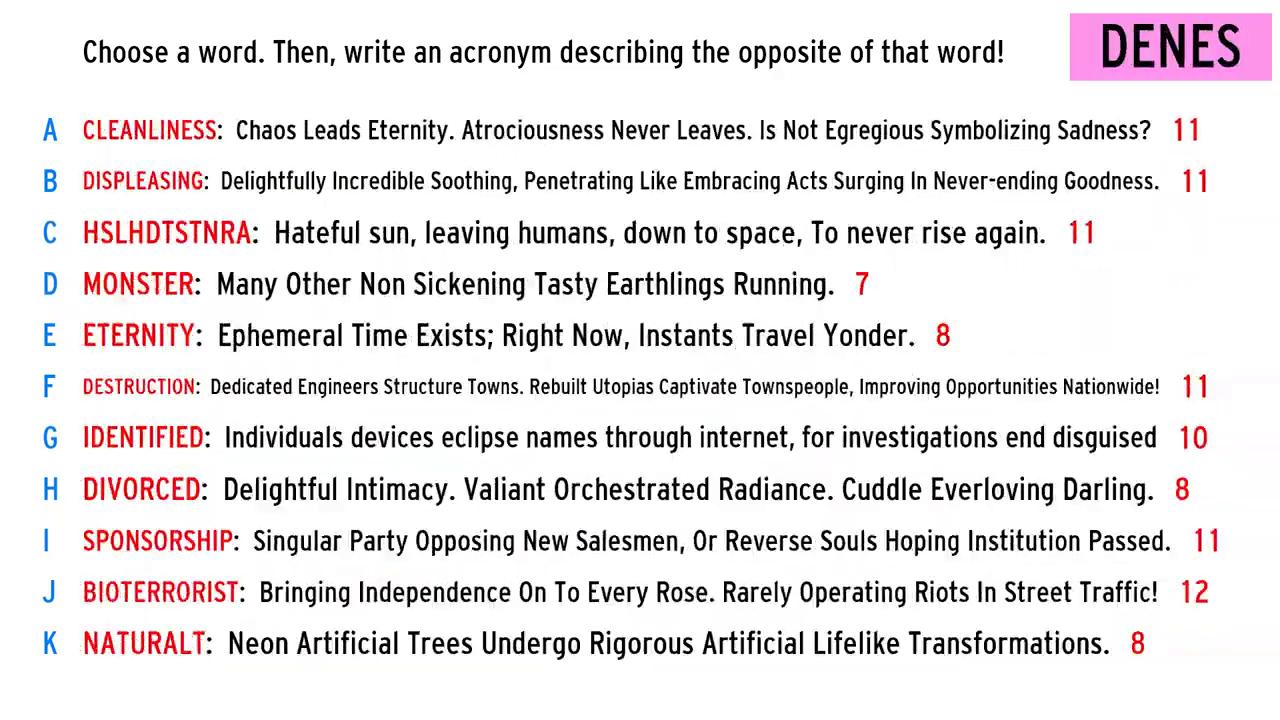 Choose a word. Then, write an acronym describing the opposite of that word!
DENES
A CLEANLINESS: Chaos Leads Eternity. Atrociousness Never Leaves. Is Not Egregious Symbolizing Sadness? 11
B DISPLEASING: Delightfully Incredible Soothing, Penetrating Like Embracing Acts Surging In Never-ending Goodness. 11
C HSLHDTSTNRA: Hateful sun, leaving humans, down to space, To never rise again. 11
D MONSTER: Many Other Non Sickening Tasty Earthlings Running. 7
E ETERNITY: Ephemeral Time Exists; Right Now, Instants Travel Yonder. 8
F DESTRUCTION: Dedicated Engineers Structure Towns. Rebuilt Utopias Captivate Townspeople, Improving Opportunities Nationwide! 11
G IDENTIFIED: Individuals devices eclipse names through internet, for investigations end disguised 10
H DIVORCED: Delightful Intimacy. Valiant Orchestrated Radiance. Cuddle Everloving Darling. 8
I SPONSORSHIP: Singular Party Opposing New Salesmen, Or Reverse Souls Hoping Institution Passed. 11
J BIOTERRORIST: Bringing Independence On To Every Rose. Rarely Operating Riots In Street Traffic! 12
K NATURALT: Neon Artificial Trees Undergo Rigorous Artificial Lifelike Transformations. 8